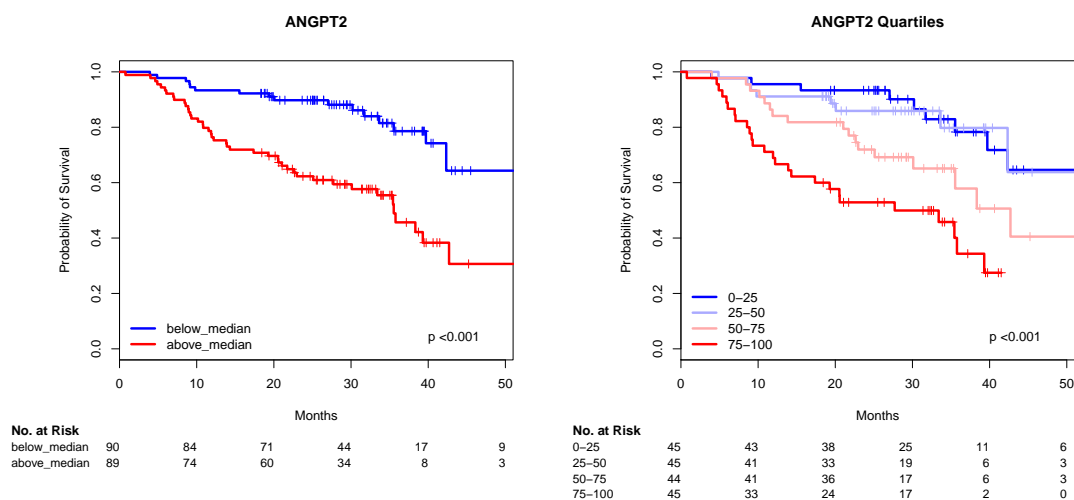 ANGPT2
Probability of Survival
1.0
0.8
0.6
0.4
0.2
0.0
below_median
above_median
p <0.001
0 10 20 30 40 50
Months
No. at Risk
below_median 90 84 71 44 17 9
above_median 89 74 60 34 8 3
ANGPT2 Quartiles
Probability of Survival
1.0
0.8
0.6
0.4
0.2
0.0
0−25
25−50
50−75
75−100
p <0.001
0 10 20 30 40 50
Months
No. at Risk
0−25 45 43 38 25 11 6
25−50 45 41 33 19 6 3
50−75 44 41 36 17 6 3
75−100 45 33 24 17 2 0